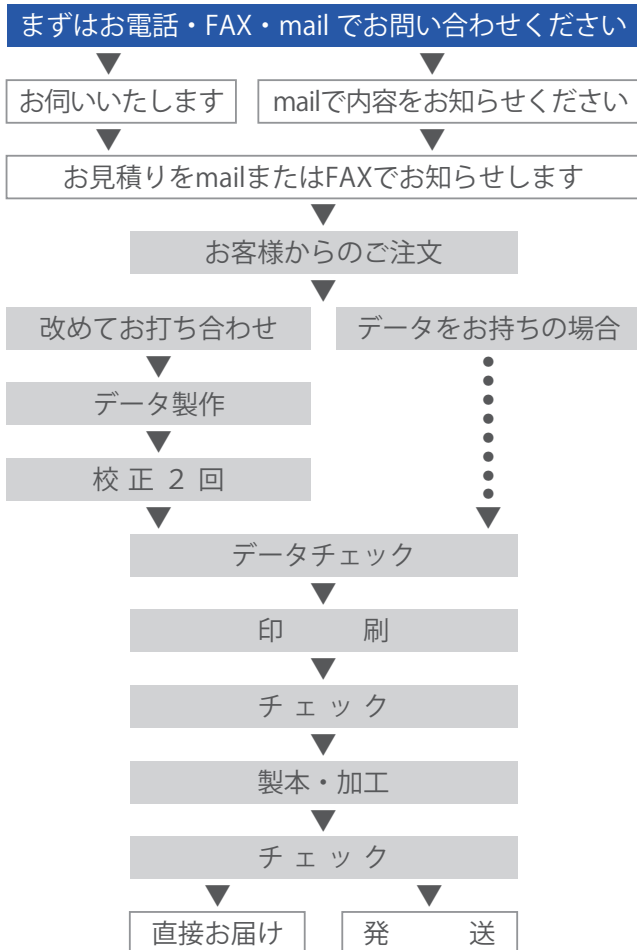 まずはお電話・FAX・mail でお問い合わせください
お伺いいたします
mailで内容をお知らせください
お見積りをmailまたはFAXでお知らせします
お客様からのご注文
改めてお打ち合わせ
データをお持ちの場合
データ製作
校 正 2 回
データチェック
印　　　刷
チ ェ ッ ク
製本・加工
チ ェ ッ ク
直接お届け
発　　　送